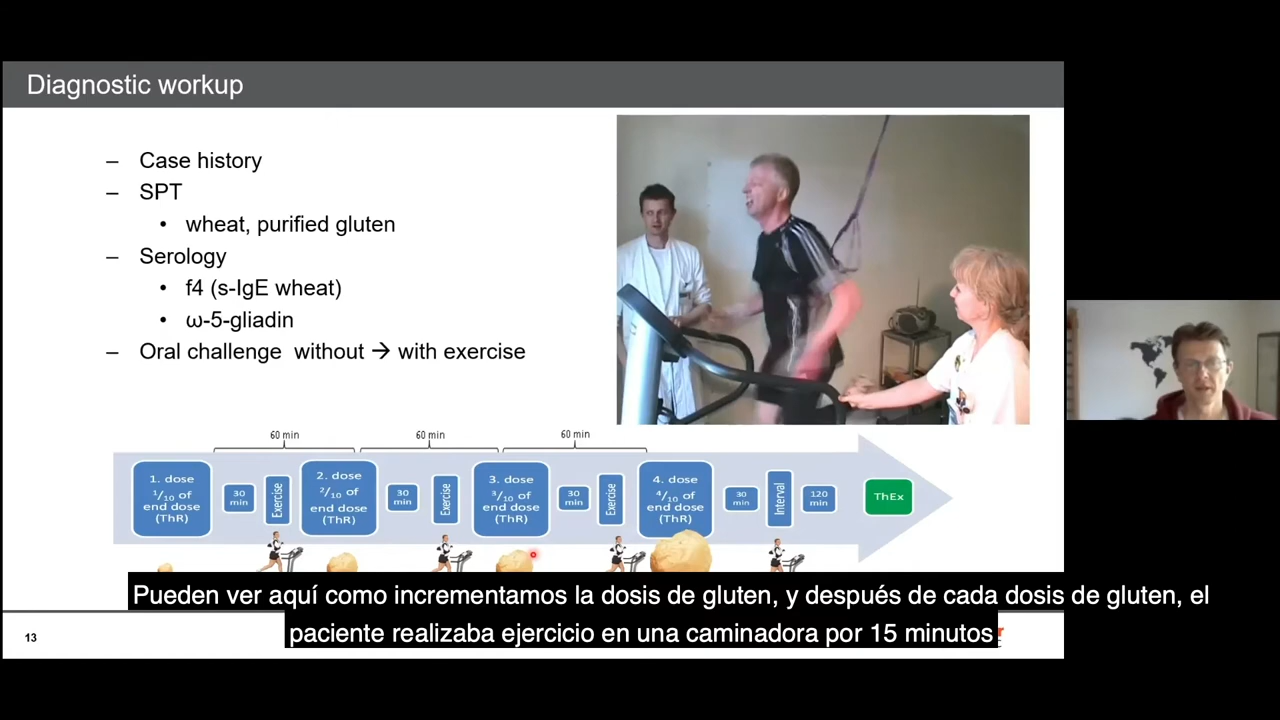 Diagnostic workup
– Case history
– SPT
• wheat, purified gluten
– Serology
• f4 (s-IgE wheat)
• ω-5-gliadin
– Oral challenge without → with exercise
60 min
60 min
60 min
1. dose
1/10 of
end dose
(ThR)
30
min
Exercise
2. dose
2/10 of
end dose
(ThR)
30
min
Exercise
3. dose
3/10 of
end dose
(ThR)
30
min
Exercise
4. dose
4/10 of
end dose
(ThR)
30
min
Interval
120
min
ThEx
Pueden ver aquí como incrementamos la dosis de gluten, y después de cada dosis de gluten, el
paciente realizaba ejercicio en una caminadora por 15 minutos
13